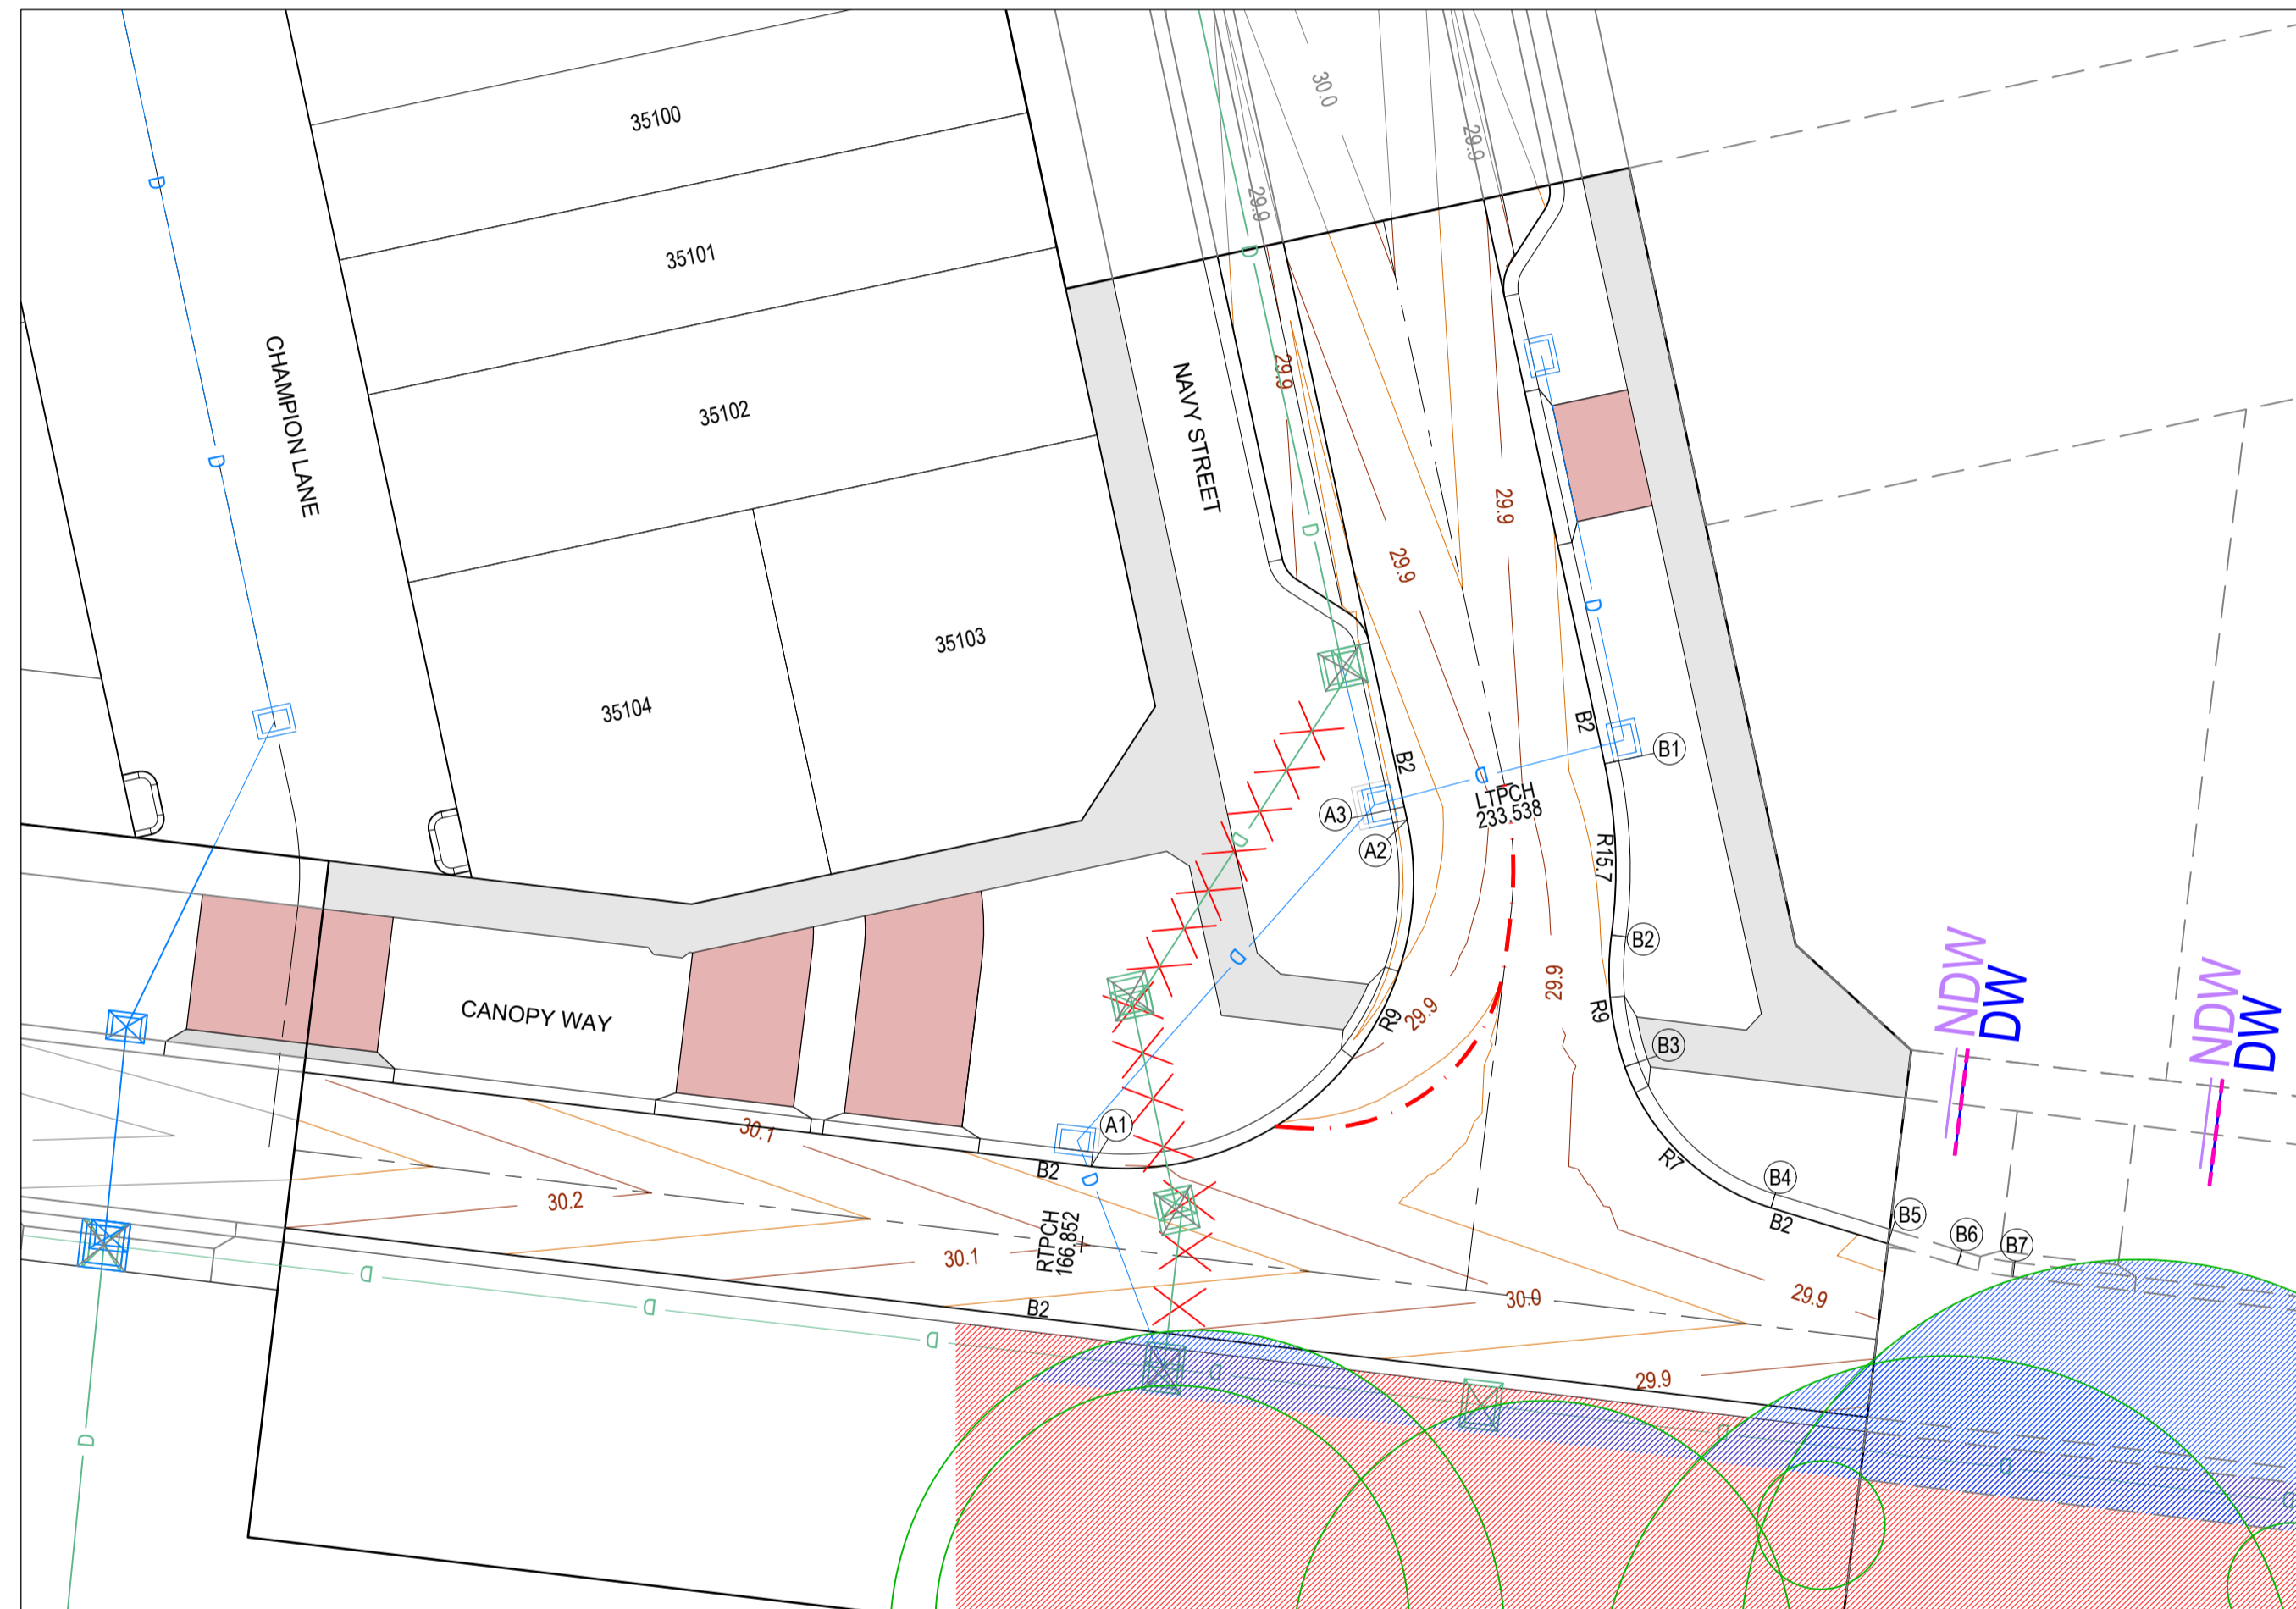 30.0
29.9
35100
D
29.9
D
35101
CHAMPION LANE
NAVY STREET
29.9
35102
D
D
29.9
29.9
D
35103
35104
B2
B2
B1
D
LTPCH
233.538
A3
A2
D
R15.7
B2
D
29.9
NDW
DW
NDW
DW
CANOPY WAY
R9
29.9
R9
B3
30.1
A1
B2
D
R7
B4
B2
B5
B6
B7
30.2
RTPCH
166.852
30.1
B2
D
D
D
30.0
29.9
D
29.9
D
D
D
D